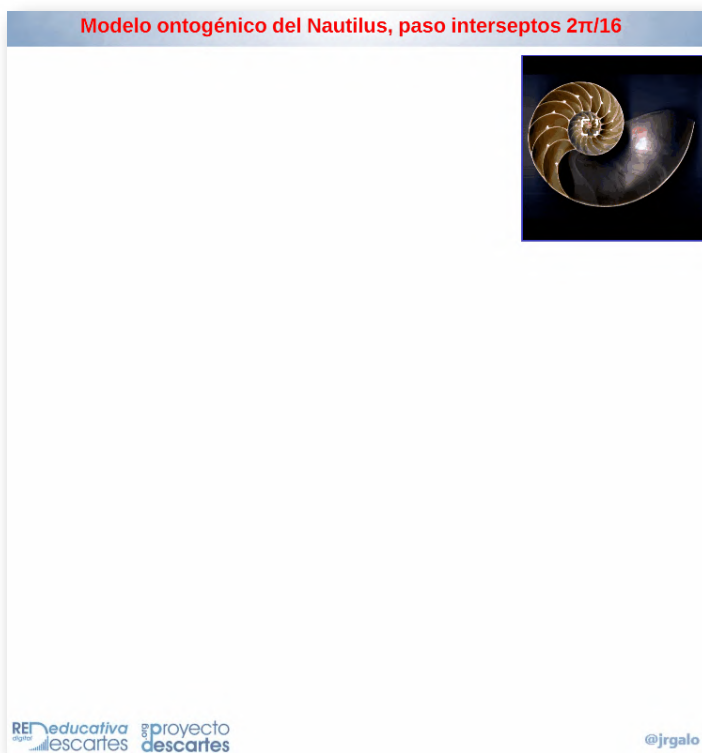 Modelo ontogénico del Nautilus, paso interseptos 2π/16
RED educativa
digital descartes
proyecto
.org descartes
@jrgalo